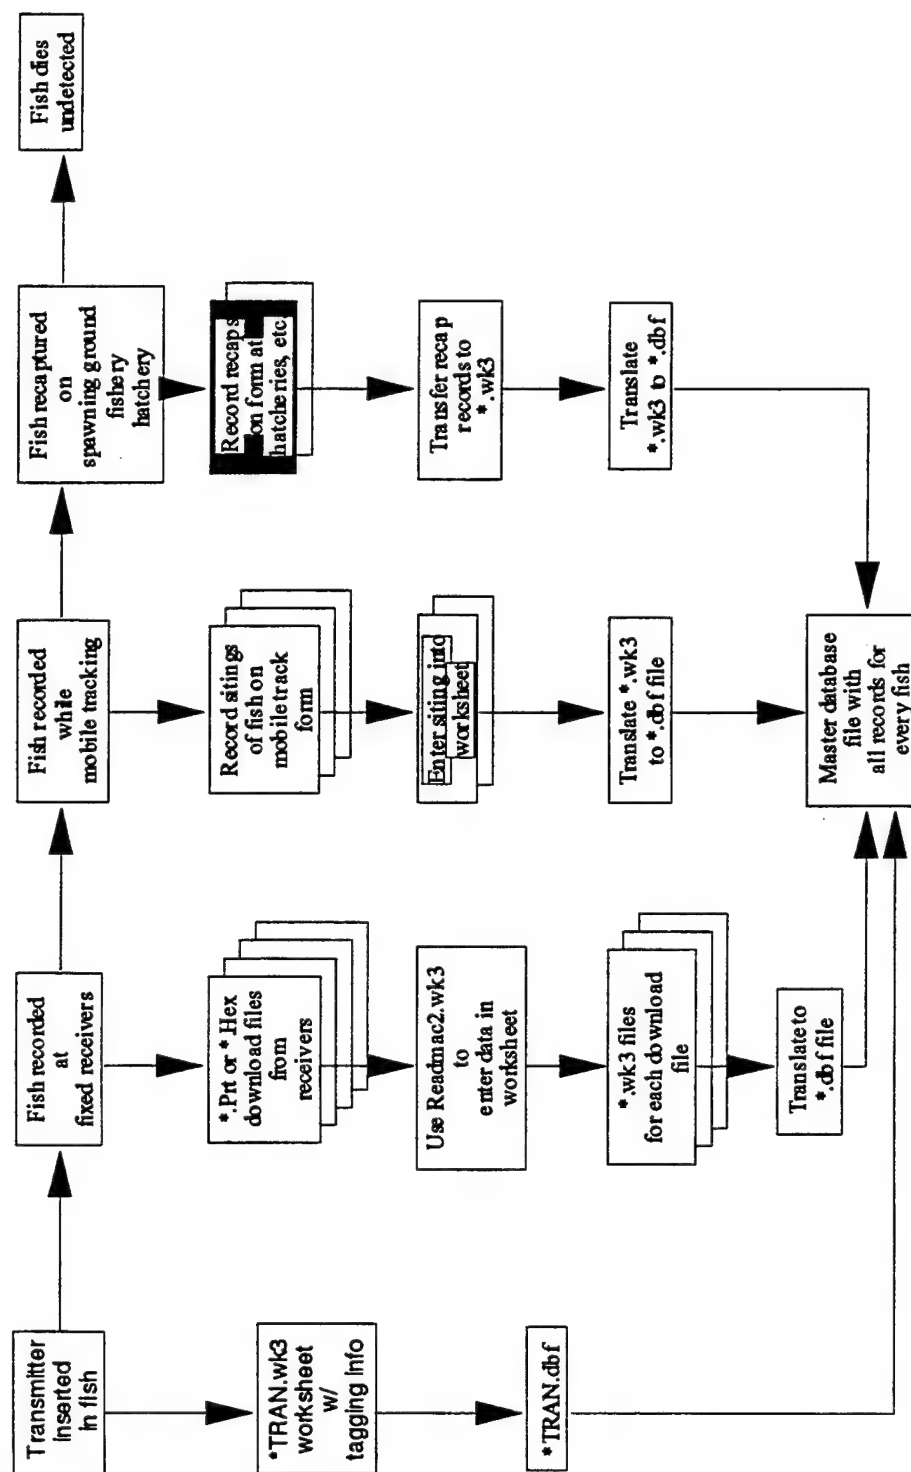 Transmitter
inserted
in fish
Fish recorded
at
fixed receivers
Fish recorded
while
mobile tracking
Fish recaptured
on
spawning ground
fishery
hatchery
Fish dies
undetected
*TRAN.wk3
worksheet
w/
tagging info
*.Prt or *Hex
download files
from
receivers
Record sitings
of fish on
mobile track
form
Record recaps
on form at
hatcheries, etc.
Use Readmac2.wk3
to
enter data in
worksheet
Enter siting into
worksheet
Transfer recap
records to
*.wk3
*TRAN.dbf
*.wk3 files
for each download
file
Translate *.wk3
to *.dbf file
Translate
*.wk3 to *.dbf
Translate to
*.dbf file
Master database
file with
all records for
every fish